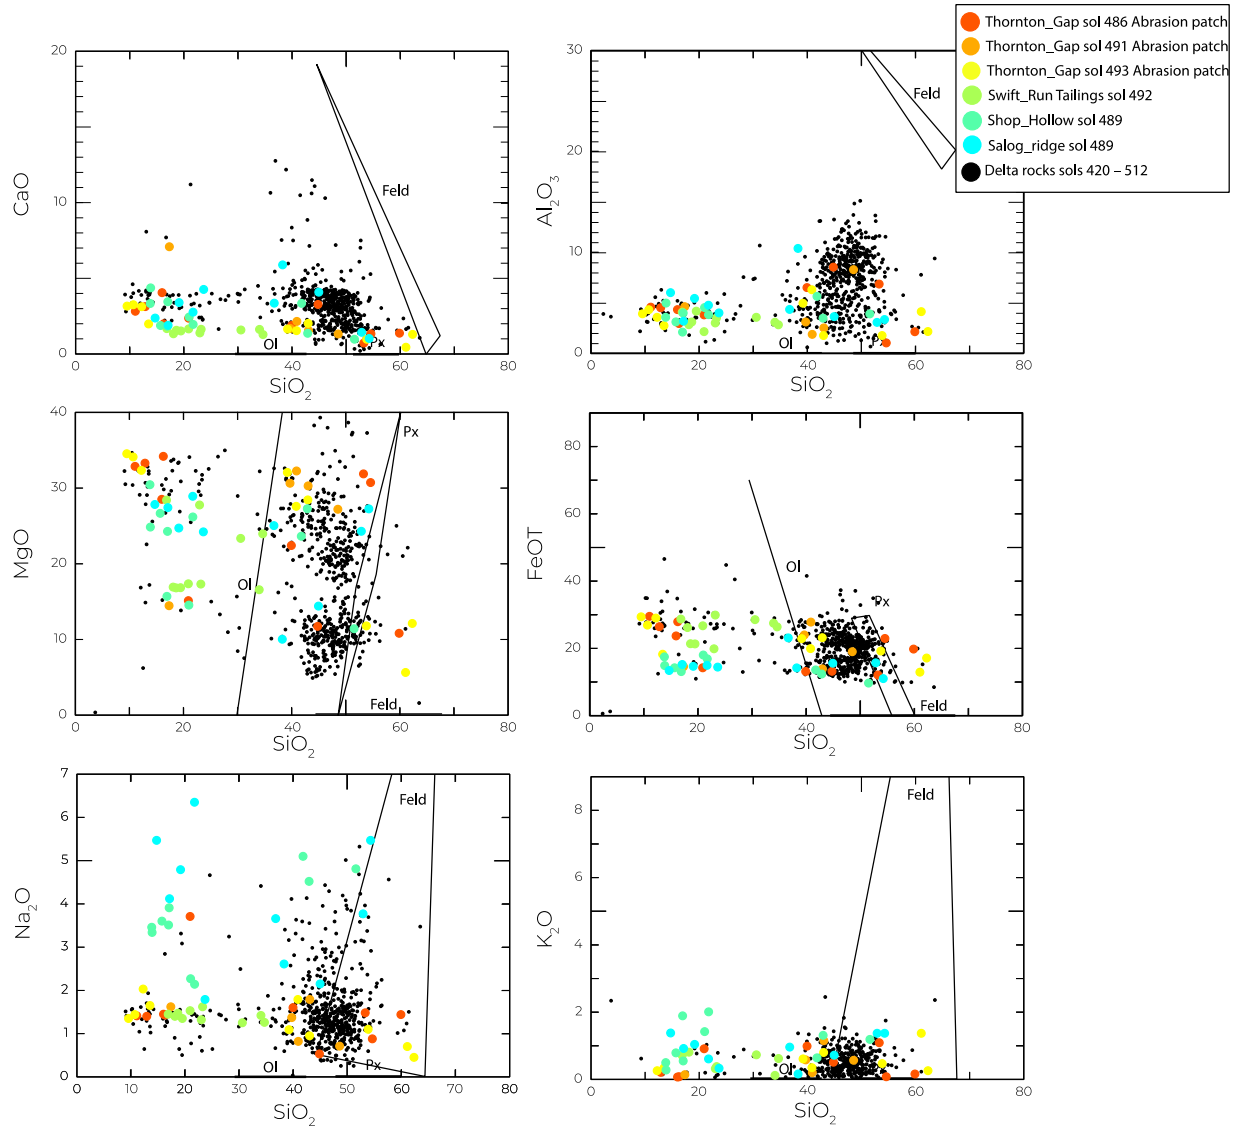 Thornton_Gap sol 486 Abrasion patch
Thornton_Gap sol 491 Abrasion patch
Thornton_Gap sol 493 Abrasion patch
Swift_Run Tailings sol 492
Shop_Hollow sol 489
Salog_ridge sol 489
Delta rocks sols 420 – 512
20
10
0
CaO
Feld
Ol
Px
0 10 20 30 40 50 60 70 80
SiO₂
30
20
10
0
Al₂O₃
Feld
Ol
Px
0 20 40 60 80
SiO₂
40
30
20
10
0
MgO
Px
Ol
Feld
0 20 40 60 80
SiO₂
80
60
40
20
0
FeOT
Ol
Px
Feld
0 20 40 60 80
SiO₂
7
6
5
4
3
2
1
0
Na₂O
Feld
Ol
Px
0 10 20 30 40 50 60 70 80
SiO₂
8
6
4
2
0
K₂O
Feld
Ol
0 20 40 60 80
SiO₂